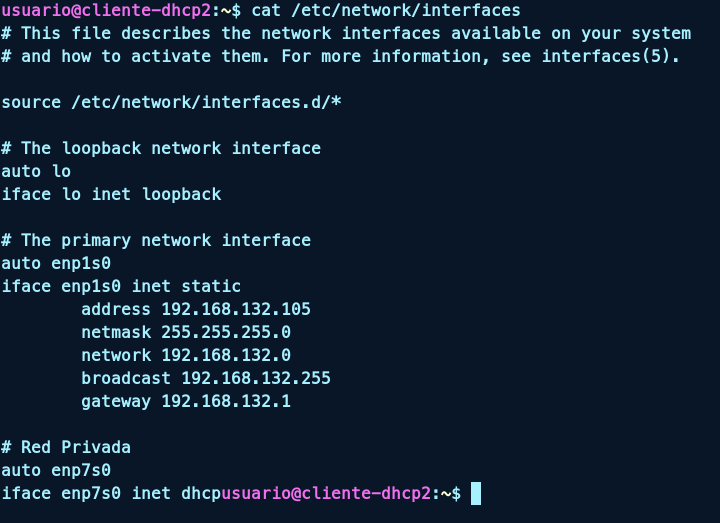 usuario@cliente-dhcp2:~$ cat /etc/network/interfaces
# This file describes the network interfaces available on your system
# and how to activate them. For more information, see interfaces(5).
source /etc/network/interfaces.d/*
# The loopback network interface
auto lo
iface lo inet loopback
# The primary network interface
auto enp1s0
iface enp1s0 inet static
address 192.168.132.105
netmask 255.255.255.0
network 192.168.132.0
broadcast 192.168.132.255
gateway 192.168.132.1
# Red Privada
auto enp7s0
iface enp7s0 inet dhcpusuario@cliente-dhcp2:~$